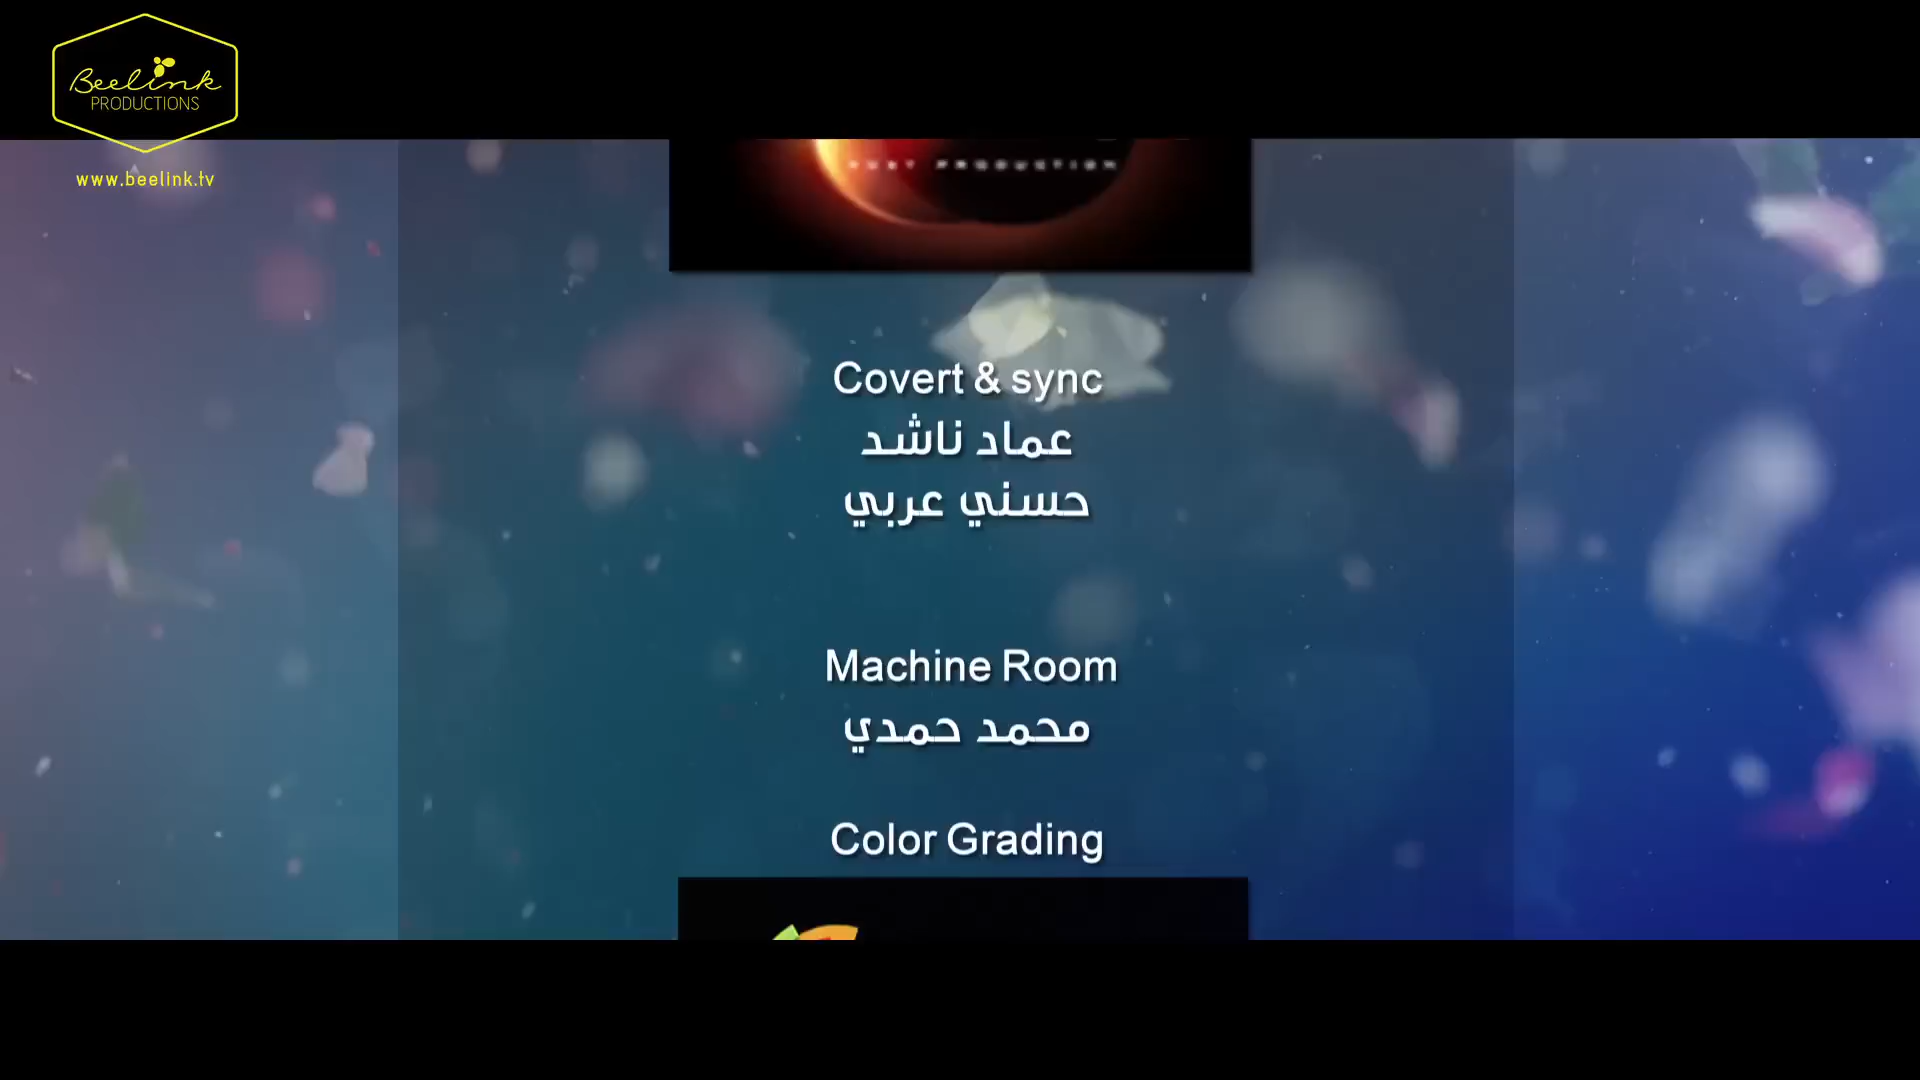 Beelink
PRODUCTIONS
www.beelink.tv
Covert & sync
عماد ناشد
حسني عربي
Machine Room
محمد حمدي
Color Grading